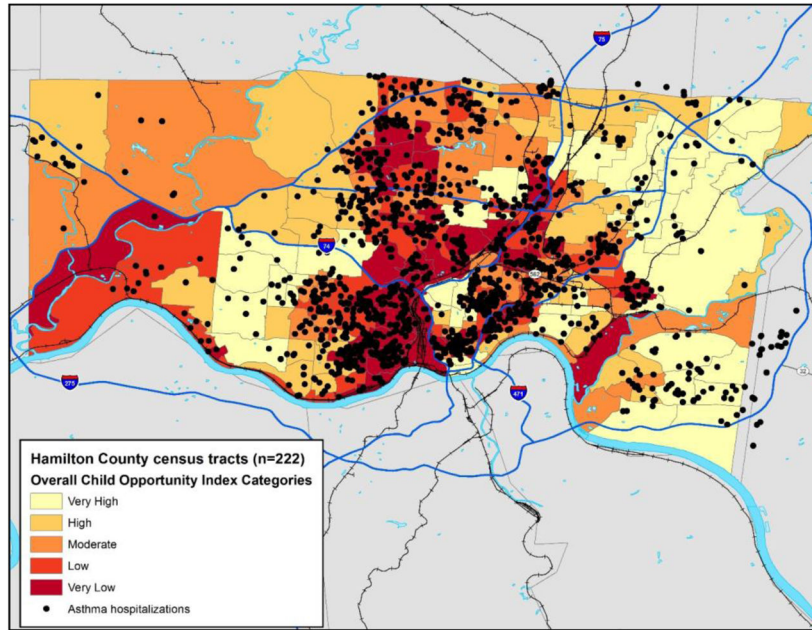 75
74
562
275
471
32
Hamilton County census tracts (n=222)
Overall Child Opportunity Index Categories
Very High
High
Moderate
Low
Very Low
Asthma hospitalizations